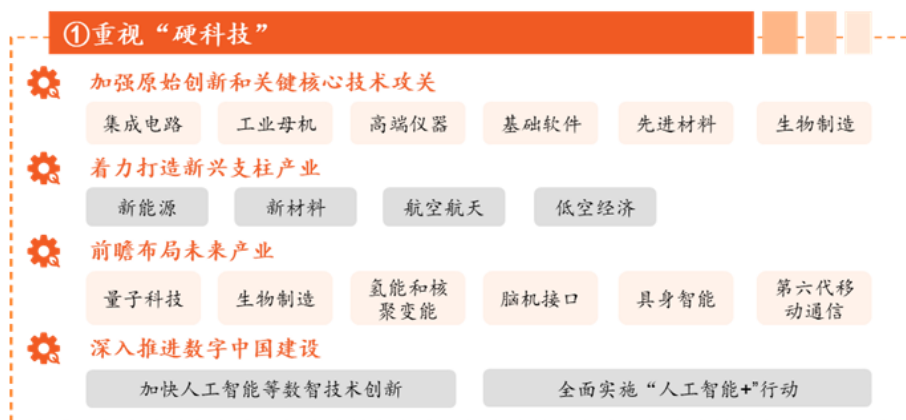 ①重视“硬科技”
加强原始创新和关键核心技术攻关
集成电路 工业母机 高端仪器 基础软件 先进材料 生物制造
着力打造新兴支柱产业
新能源 新材料 航空航天 低空经济
前瞻布局未来产业
量子科技 生物制造 氢能和核聚变能 脑机接口 具身智能 第六代移动通信
深入推进数字中国建设
加快人工智能等数智技术创新 全面实施“人工智能+”行动